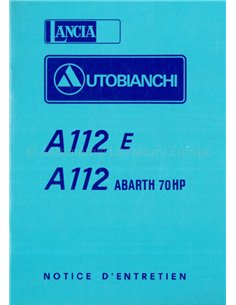 LANCIA
AUTOBIANCHI
A112 E
A112 ABARTH 70HP
NOTICE D'ENTRETIEN